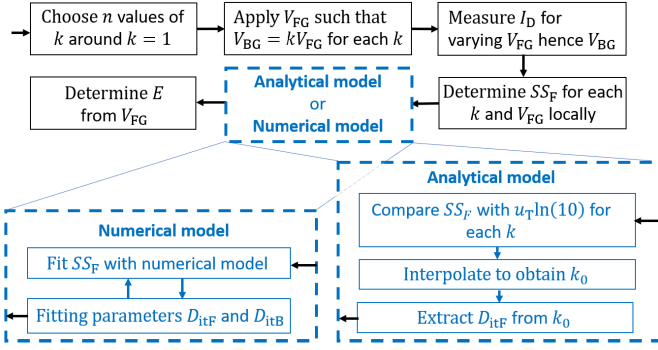 Choose n values of
k around k = 1
Apply V_FG such that
V_BG = kV_FG for each k
Measure I_D for
varying V_FG hence V_BG
Determine E
from V_FG
Analytical model
or
Numerical model
Determine SS_F for each
k and V_FG locally
Analytical model
Compare SS_F with u_T ln(10) for
each k
Interpolate to obtain k_0
Extract D_itF from k_0
Numerical model
Fit SS_F with numerical model
Fitting parameters D_itF and D_itB